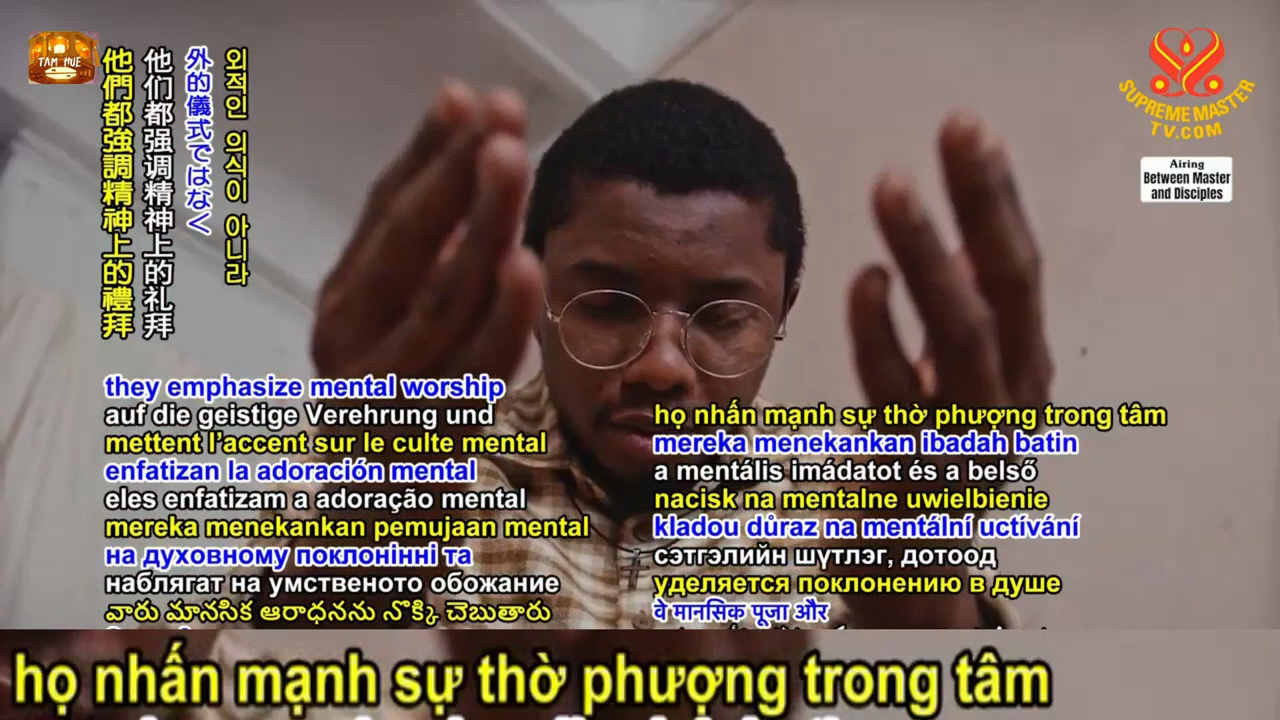 TAM HUE
他們都強調精神上的禮拜
他们都强调精神上的礼拜
外的儀式ではなく
외적인 의식이 아니라
SUPREME MASTER
TV.COM
Airing
Between Master
and Disciples
they emphasize mental worship
auf die geistige Verehrung und
mettent l’accent sur le culte mental
enfatizan la adoración mental
eles enfatizam a adoração mental
mereka menekankan pemujaan mental
на духовному поклонінні та
наблягат на умственото обожание
వారు మానసిక ఆరాధనను నొక్కి చెబుతారు
họ nhấn mạnh sự thờ phượng trong tâm
mereka menekankan ibadah batin
a mentális imádatot és a belső
nacisk na mentalne uwielbienie
kladou důraz na mentální uctívání
сэтгэлийн шүтлэг, дотоод
уделяется поклонению в душе
वे मानसिक पूजा और
họ nhấn mạnh sự thờ phượng trong tâm